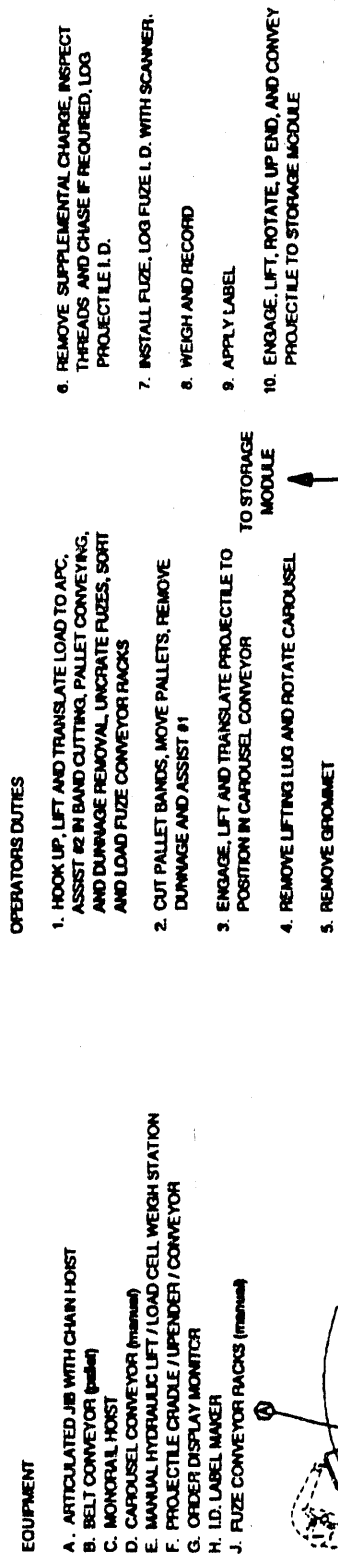 EQUIPMENT
A. ARTICULATED JIB WITH CHAIN HOIST
B. BELT CONVEYOR (pallet)
C. MONORAIL HOIST
D. CAROUSEL CONVEYOR (manual)
E. MANUAL HYDRAULIC LIFT / LOAD CELL WEIGH STATION
F. PROJECTILE CRADLE / UPENDER / CONVEYOR
G. ORDER DISPLAY MONITOR
H. I.D. LABEL MAKER
J. FUZE CONVEYOR RACKS (manual)
A
OPERATORS DUTIES
1. HOOK UP, LIFT AND TRANSLATE LOAD TO APC,
ASSIST #2 IN BAND CUTTING, PALLET CONVEYING,
AND DUNNAGE REMOVAL, UNCRATE FUZES, SORT
AND LOAD FUZE CONVEYOR RACKS
2. CUT PALLET BANDS, MOVE PALLETS, REMOVE
DUNNAGE AND ASSIST #1
3. ENGAGE, LIFT AND TRANSLATE PROJECTILE TO
POSITION IN CAROUSEL CONVEYOR
4. REMOVE LIFTING LUG AND ROTATE CAROUSEL
5. REMOVE GROMMET
TO STORAGE
MODULE
6. REMOVE SUPPLEMENTAL CHARGE, INSPECT
THREADS AND CHASE IF REQUIRED, LOG
PROJECTILE I. D.
7. INSTALL FUZE, LOG FUZE I. D. WITH SCANNER.
8. WEIGH AND RECORD
9. APPLY LABEL
10. ENGAGE, LIFT, ROTATE, UP END, AND CONVEY
PROJECTILE TO STORAGE MODULE